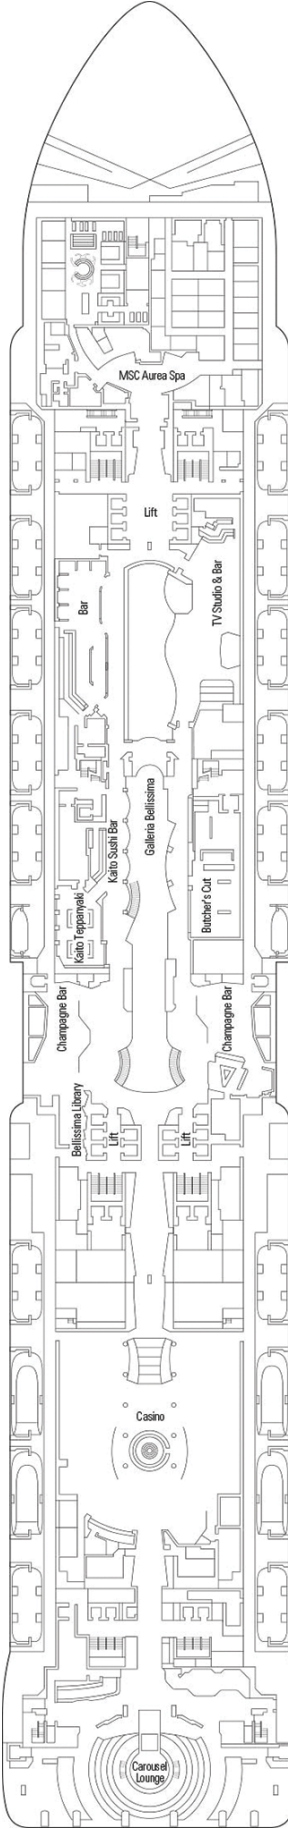 MSC Aurea Spa
Lift
TV Studio & Bar
Bar
Galleria Bellissima
Kaito Sushi Bar
Butcher's Cut
Kaito Teppanyaki
Champagne Bar
Champagne Bar
Bellissima Library
Lift
Lift
Casino
Carousel
Lounge